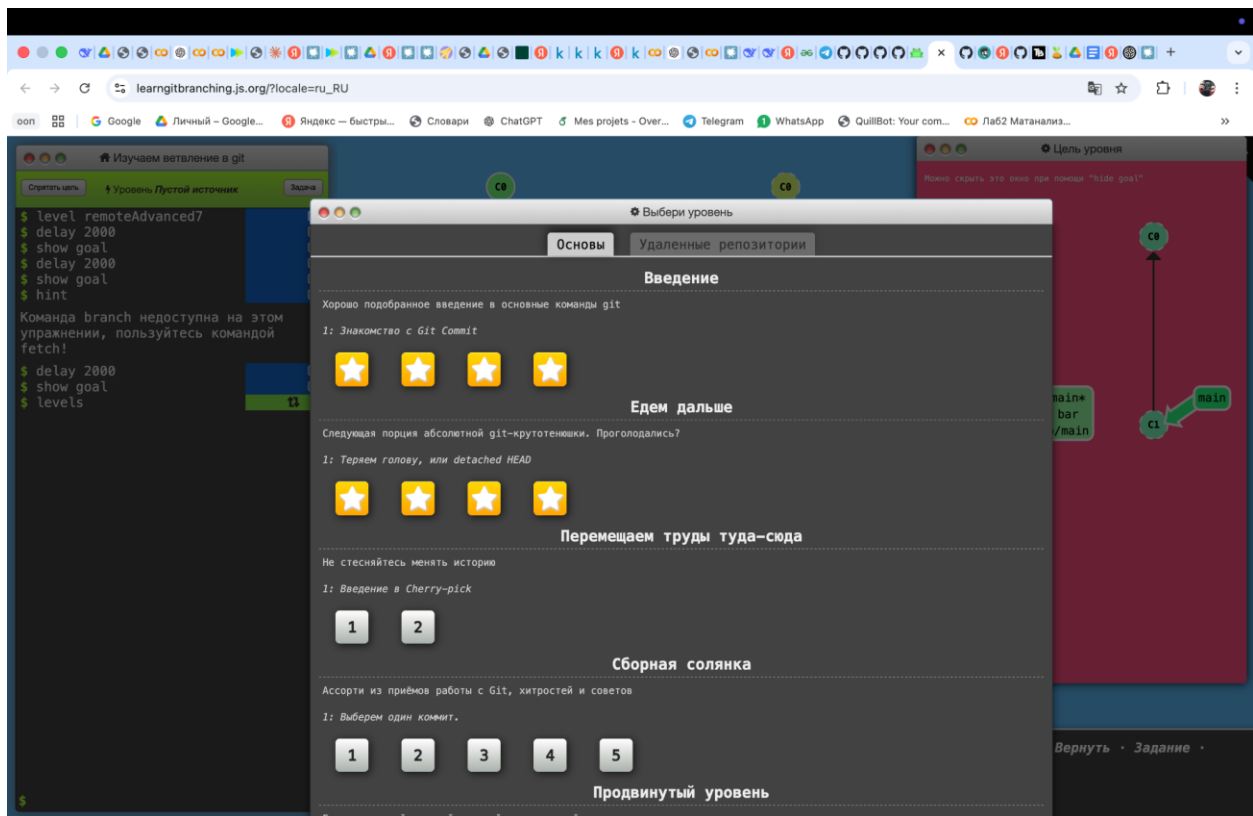 learngitbranching.js.org/?locale=ru_RU
ооп
Google
Личный – Google...
Яндекс — быстры...
Словари
ChatGPT
Mes projets - Over...
Telegram
WhatsApp
QuillBot: Your com...
Лаб2 Матанализ...
»
Изучаем ветвление в git
Спрятать цель
Уровень Пустой источник
Задача
$ level remoteAdvanced7
$ delay 2000
$ show goal
$ delay 2000
$ show goal
$ hint
Команда branch недоступна на этом
упражнении, пользуйтесь командой
fetch!
$ delay 2000
$ show goal
$ levels
$
C0
C0
Выбери уровень
Основы
Удаленные репозитории
Введение
Хорошо подобранное введение в основные команды git
1: Знакомство с Git Commit
Едем дальше
Следующая порция абсолютной git-крутотенюшки. Проголодались?
1: Теряем голову, или detached HEAD
Перемещаем труды туда-сюда
Не стесняйтесь менять историю
1: Введение в Cherry-pick
1 2
Сборная солянка
Ассорти из приёмов работы с Git, хитростей и советов
1: Выберем один коммит.
1 2 3 4 5
Продвинутый уровень
Цель уровня
Можно скрыть это окно при помощи "hide goal"
C0
main*
bar
/main
C1
main
Вернуть · Задание ·